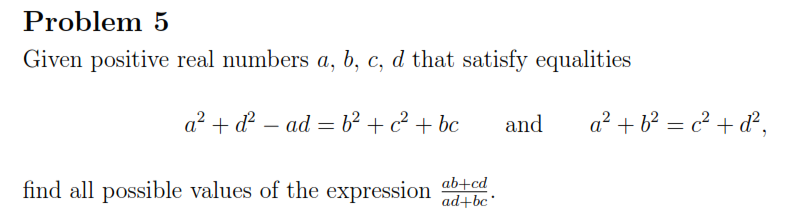 Problem 5
Given positive real numbers a, b, c, d that satisfy equalities
a² + d² − ad = b² + c² + bc and a² + b² = c² + d²,
find all possible values of the expression (ab+cd)/(ad+bc).